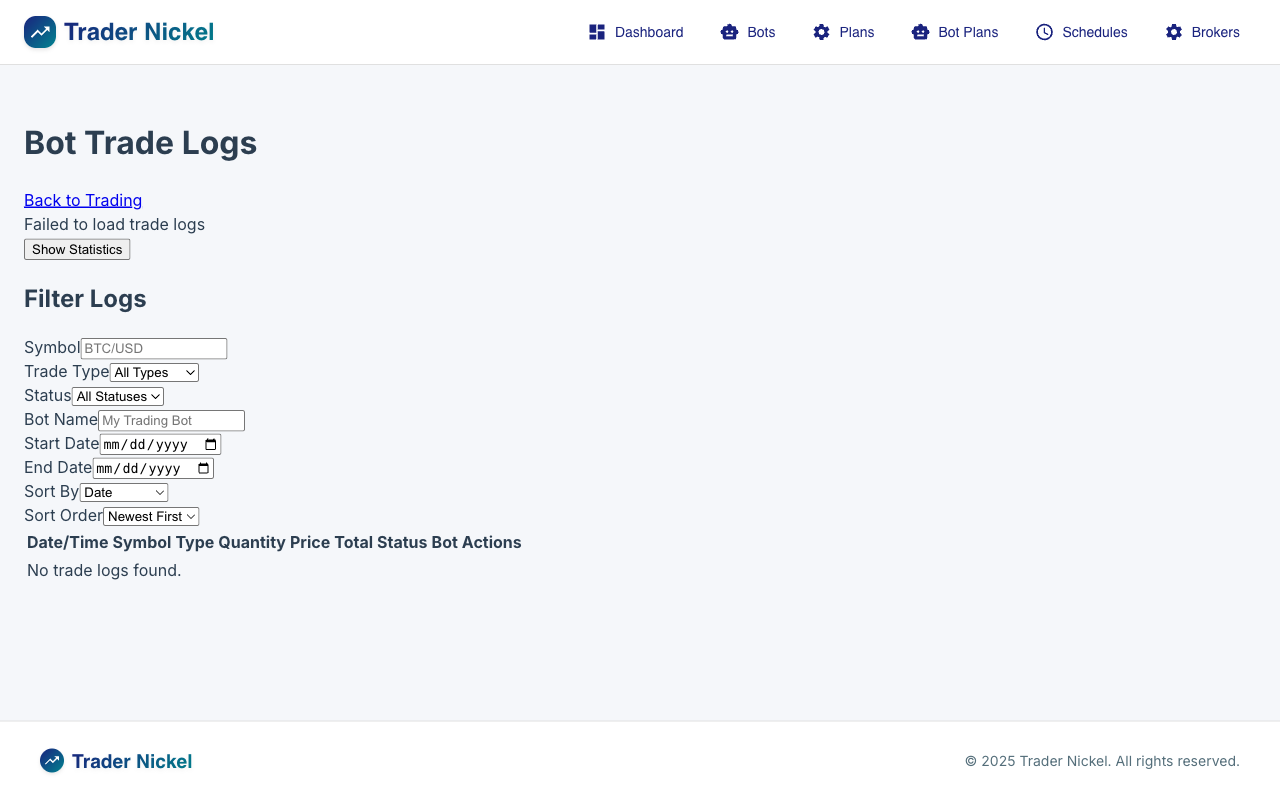 Trader Nickel
Dashboard Bots Plans Bot Plans Schedules Brokers
Bot Trade Logs
Back to Trading
Failed to load trade logs
Show Statistics
Filter Logs
Symbol BTC/USD
Trade Type All Types
Status All Statuses
Bot Name My Trading Bot
Start Date mm/dd/yyyy
End Date mm/dd/yyyy
Sort By Date
Sort Order Newest First
Date/Time Symbol Type Quantity Price Total Status Bot Actions
No trade logs found.
Trader Nickel
© 2025 Trader Nickel. All rights reserved.